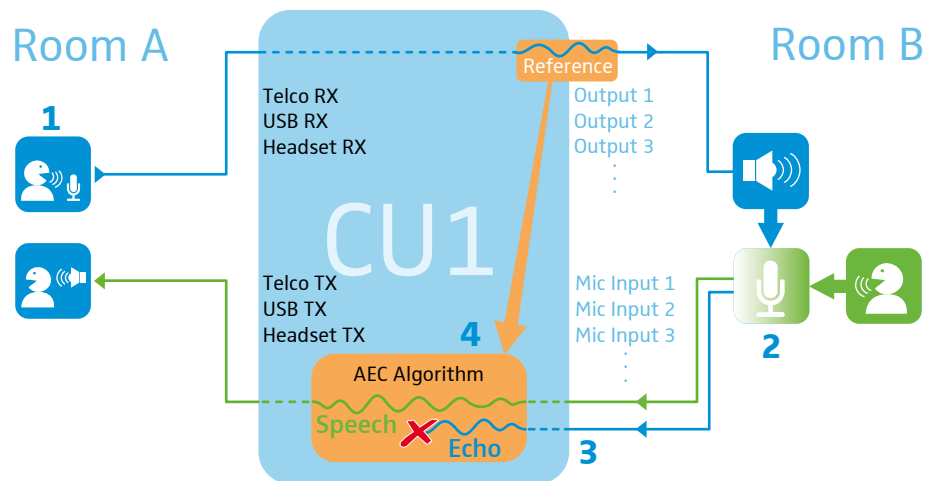 Room A
Room B
Reference
1
Telco RX
USB RX
Headset RX
Output 1
Output 2
Output 3
CU1
Telco TX
USB TX
Headset TX
Mic Input 1
Mic Input 2
Mic Input 3
2
4
AEC Algorithm
Speech
Echo
3